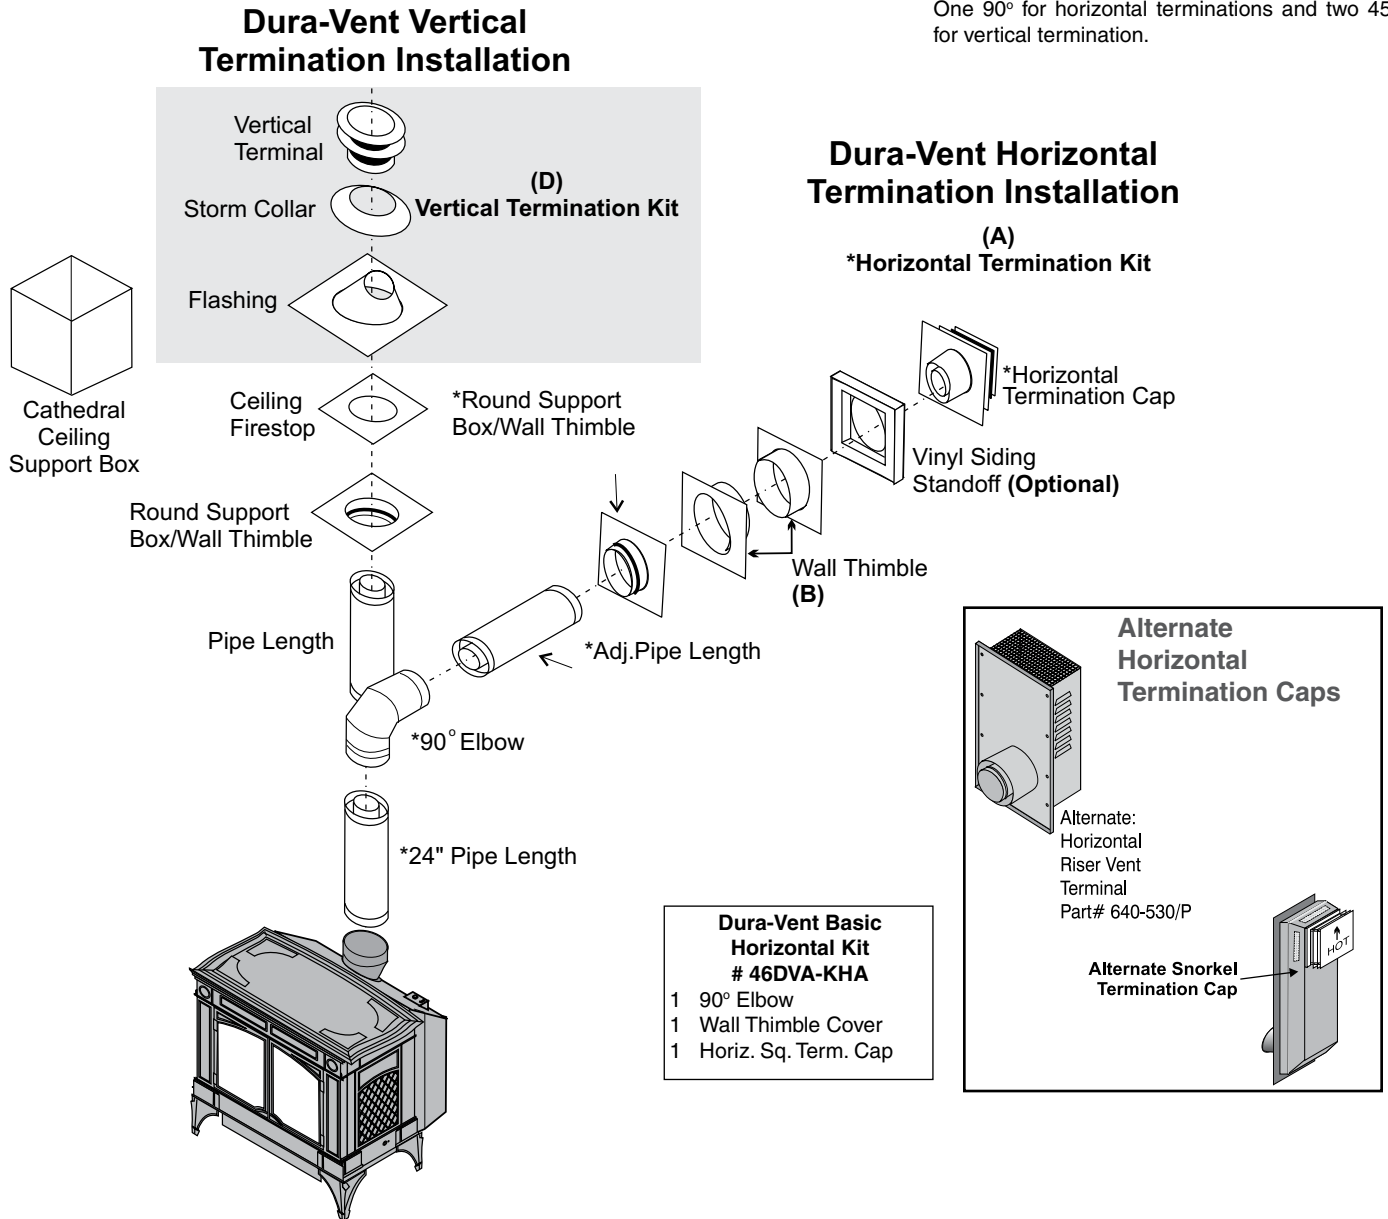 One 90° for horizontal terminations and two 45
for vertical termination.
Dura-Vent Vertical
Termination Installation
Vertical
Terminal
Storm Collar
(D)
Vertical Termination Kit
Flashing
Cathedral
Ceiling
Support Box
Ceiling
Firestop
*Round Support
Box/Wall Thimble
Round Support
Box/Wall Thimble
Pipe Length
*90° Elbow
*24" Pipe Length
*Adj.Pipe Length
Dura-Vent Horizontal
Termination Installation
(A)
*Horizontal Termination Kit
*Horizontal
Termination Cap
Vinyl Siding
Standoff (Optional)
Wall Thimble
(B)
Dura-Vent Basic
Horizontal Kit
# 46DVA-KHA
1 90° Elbow
1 Wall Thimble Cover
1 Horiz. Sq. Term. Cap
Alternate
Horizontal
Termination Caps
Alternate:
Horizontal
Riser Vent
Terminal
Part# 640-530/P
HOT
Alternate Snorkel
Termination Cap